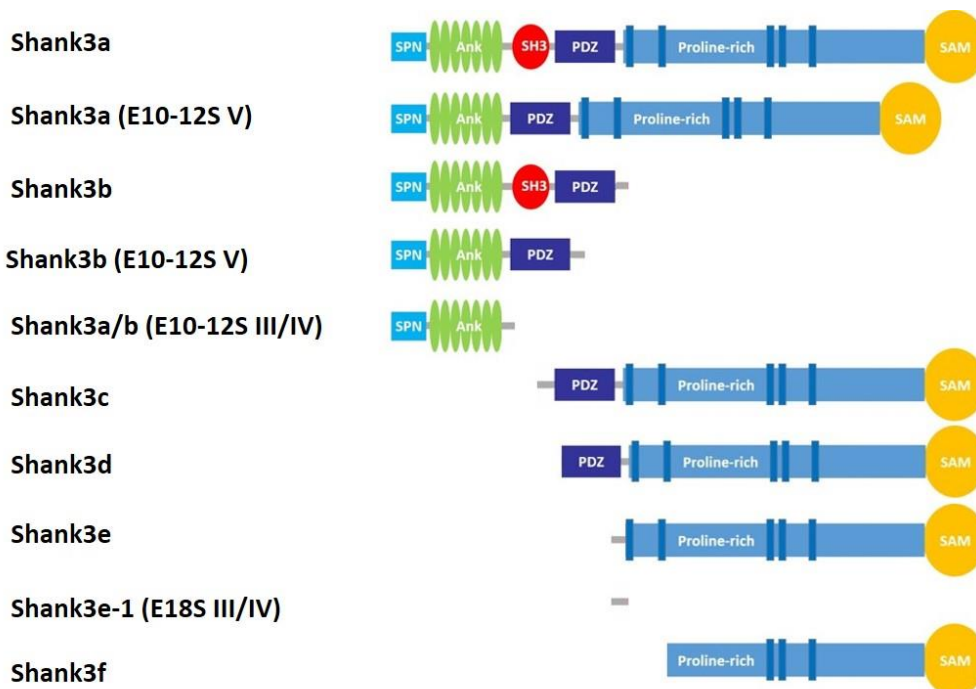 Shank3a SPN Ank SH3 PDZ Proline-rich SAM
Shank3a (E10-12S V) SPN Ank PDZ Proline-rich SAM
Shank3b SPN Ank SH3 PDZ
Shank3b (E10-12S V) SPN Ank PDZ
Shank3a/b (E10-12S III/IV) SPN Ank
Shank3c PDZ Proline-rich SAM
Shank3d PDZ Proline-rich SAM
Shank3e Proline-rich SAM
Shank3e-1 (E18S III/IV)
Shank3f Proline-rich SAM